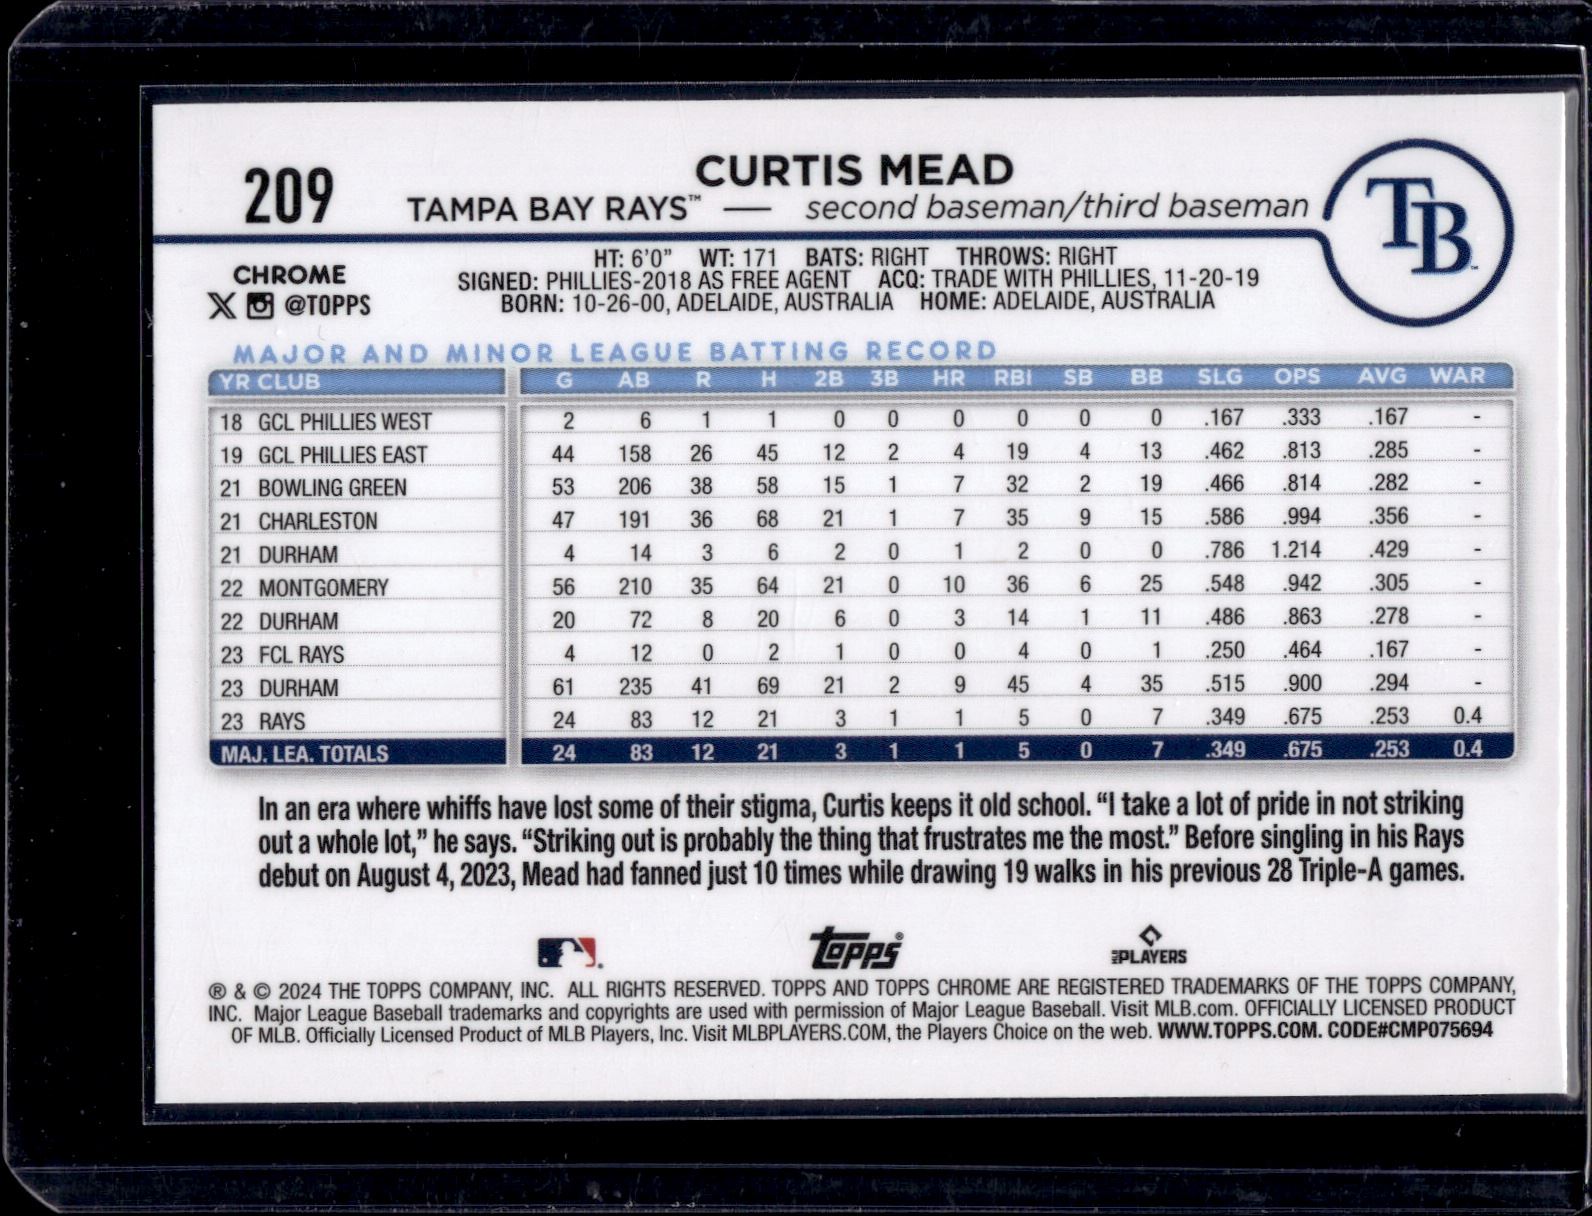 209
CURTIS MEAD
TAMPA BAY RAYS™ — second baseman/third baseman
TB
CHROME
@TOPPS
HT: 6'0" WT: 171 BATS: RIGHT THROWS: RIGHT
SIGNED: PHILLIES-2018 AS FREE AGENT ACQ: TRADE WITH PHILLIES, 11-20-19
BORN: 10-26-00, ADELAIDE, AUSTRALIA HOME: ADELAIDE, AUSTRALIA
MAJOR AND MINOR LEAGUE BATTING RECORD
YR CLUB G AB R H 2B 3B HR RBI SB BB SLG OPS AVG WAR
18 GCL PHILLIES WEST 2 6 1 1 0 0 0 0 0 0 .167 .333 .167 -
19 GCL PHILLIES EAST 44 158 26 45 12 2 4 19 4 13 .462 .813 .285 -
21 BOWLING GREEN 53 206 38 58 15 1 7 32 2 19 .466 .814 .282 -
21 CHARLESTON 47 191 36 68 21 1 7 35 9 15 .586 .994 .356 -
21 DURHAM 4 14 3 6 2 0 1 2 0 0 .786 1.214 .429 -
22 MONTGOMERY 56 210 35 64 21 0 10 36 6 25 .548 .942 .305 -
22 DURHAM 20 72 8 20 6 0 3 14 1 11 .486 .863 .278 -
23 FCL RAYS 4 12 0 2 1 0 0 4 0 1 .250 .464 .167 -
23 DURHAM 61 235 41 69 21 2 9 45 4 35 .515 .900 .294 -
23 RAYS 24 83 12 21 3 1 1 5 0 7 .349 .675 .253 0.4
MAJ. LEA. TOTALS 24 83 12 21 3 1 1 5 0 7 .349 .675 .253 0.4
In an era where whiffs have lost some of their stigma, Curtis keeps it old school. “I take a lot of pride in not striking
out a whole lot,” he says. “Striking out is probably the thing that frustrates me the most.” Before singling in his Rays
debut on August 4, 2023, Mead had fanned just 10 times while drawing 19 walks in his previous 28 Triple-A games.
Topps®
MLB PLAYERS
® & © 2024 THE TOPPS COMPANY, INC. ALL RIGHTS RESERVED. TOPPS AND TOPPS CHROME ARE REGISTERED TRADEMARKS OF THE TOPPS COMPANY,
INC. Major League Baseball trademarks and copyrights are used with permission of Major League Baseball. Visit MLB.com. OFFICIALLY LICENSED PRODUCT
OF MLB. Officially Licensed Product of MLB Players, Inc. Visit MLBPLAYERS.COM, the Players Choice on the web. WWW.TOPPS.COM. CODE#CMP075694